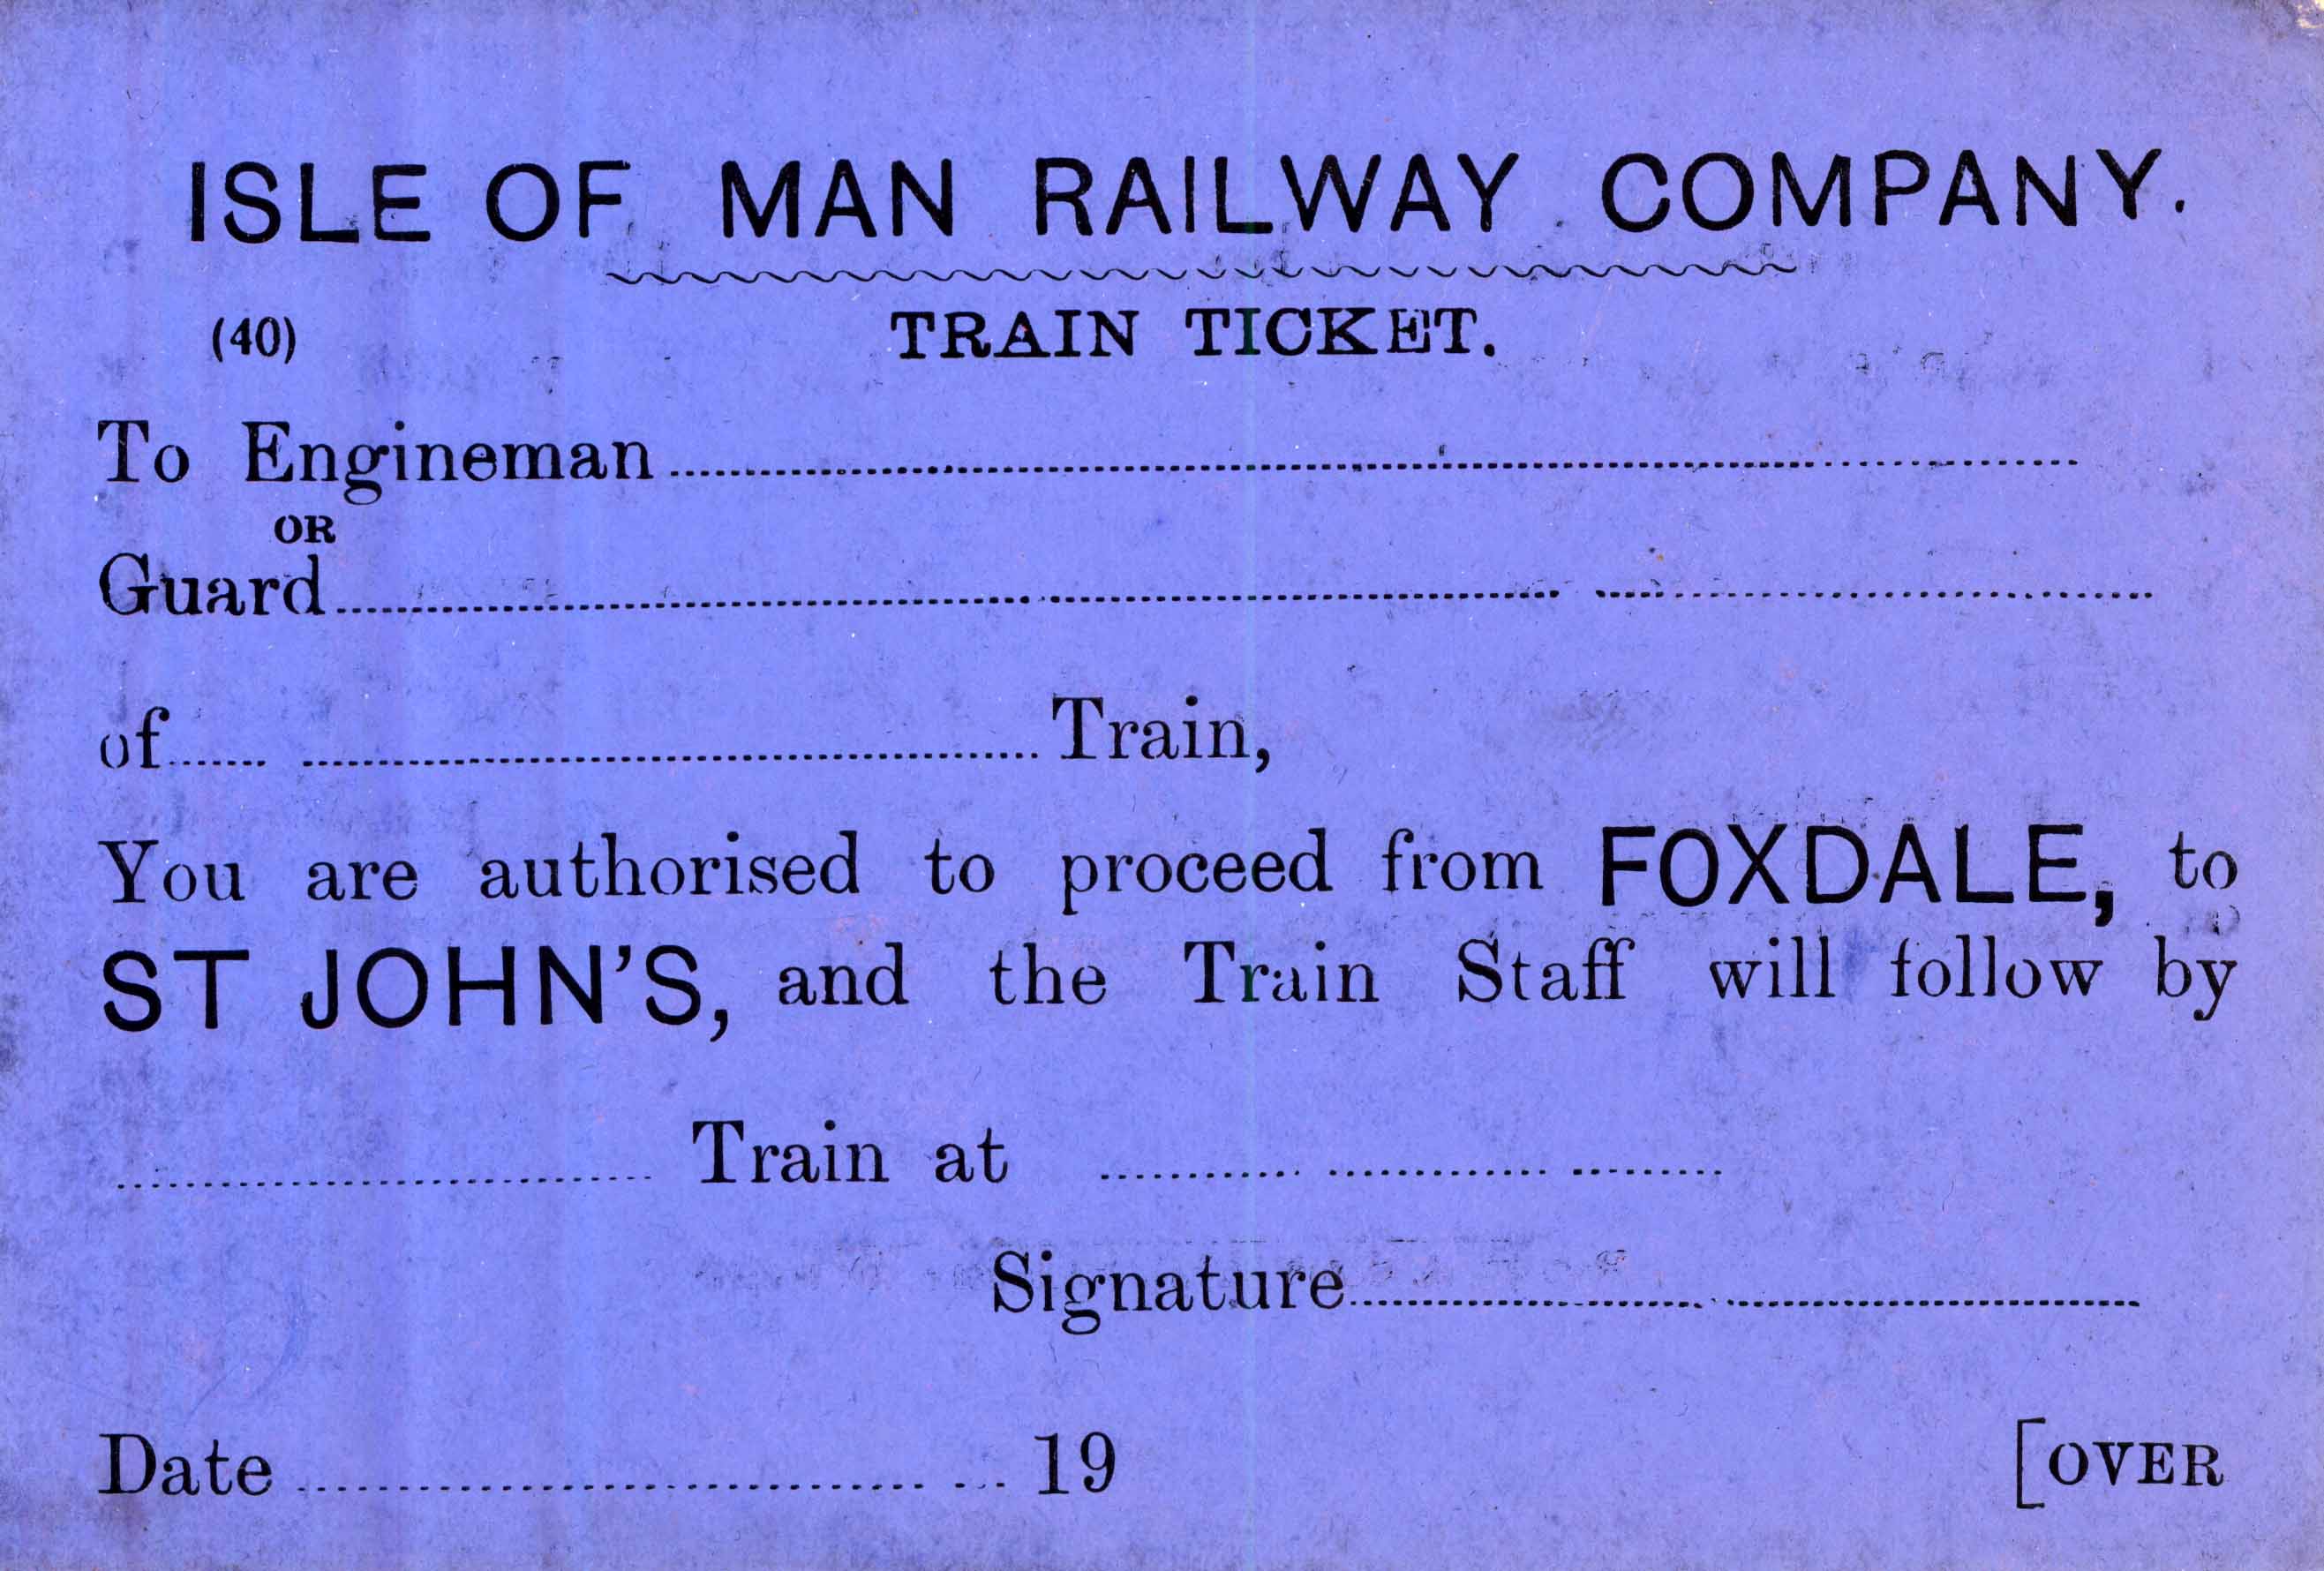 ISLE OF MAN RAILWAY COMPANY.
(40) TRAIN TICKET.
To Engineman
OR
Guard
of Train,
You are authorised to proceed from FOXDALE, to
ST JOHN'S, and the Train Staff will follow by
Train at
Signature
Date 19 [OVER